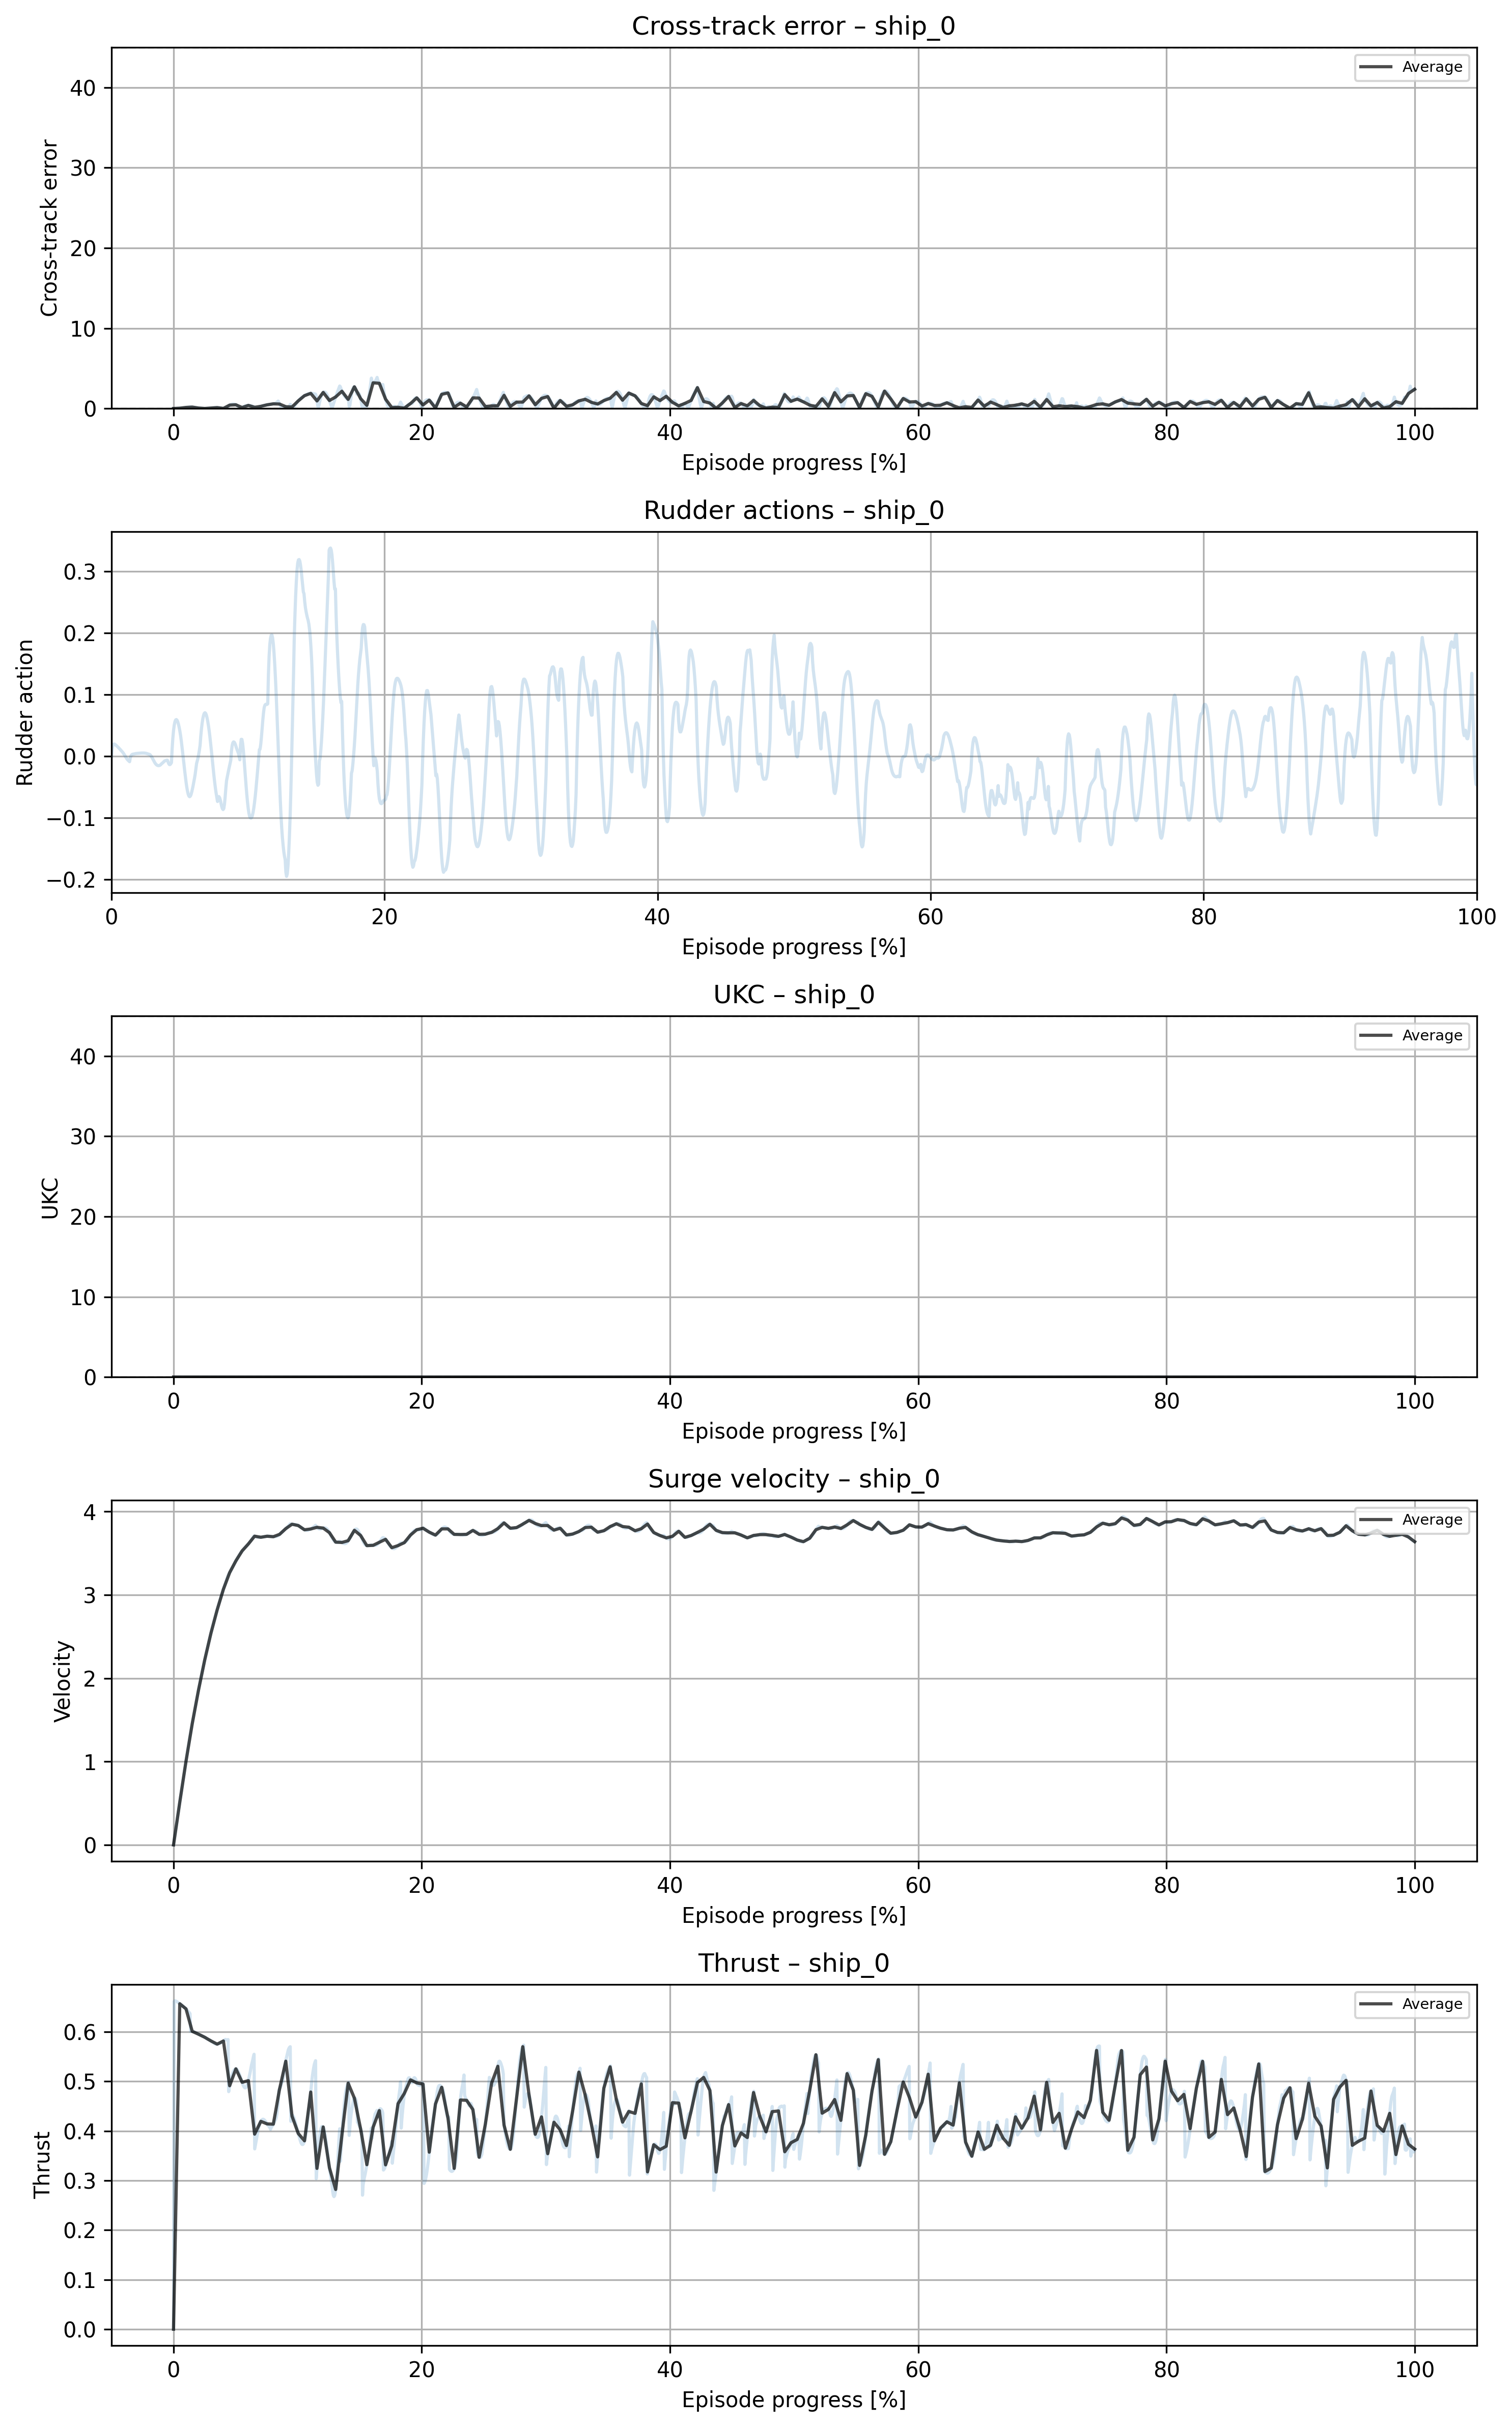 Cross-track error – ship_0
Average
Cross-track error
40
30
20
10
0
0 20 40 60 80 100
Episode progress [%]
Rudder actions – ship_0
Rudder action
0.3
0.2
0.1
0.0
−0.1
−0.2
0 20 40 60 80 100
Episode progress [%]
UKC – ship_0
Average
UKC
40
30
20
10
0
0 20 40 60 80 100
Episode progress [%]
Surge velocity – ship_0
Average
Velocity
4
3
2
1
0
0 20 40 60 80 100
Episode progress [%]
Thrust – ship_0
Average
Thrust
0.6
0.5
0.4
0.3
0.2
0.1
0.0
0 20 40 60 80 100
Episode progress [%]